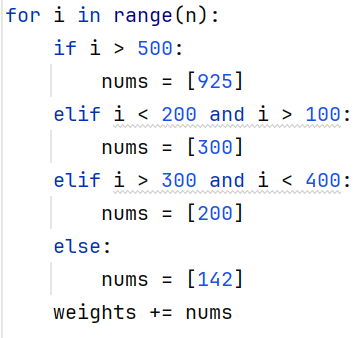 for i in range(n):
    if i > 500:
        nums = [925]
    elif i < 200 and i > 100:
        nums = [300]
    elif i > 300 and i < 400:
        nums = [200]
    else:
        nums = [142]
    weights += nums